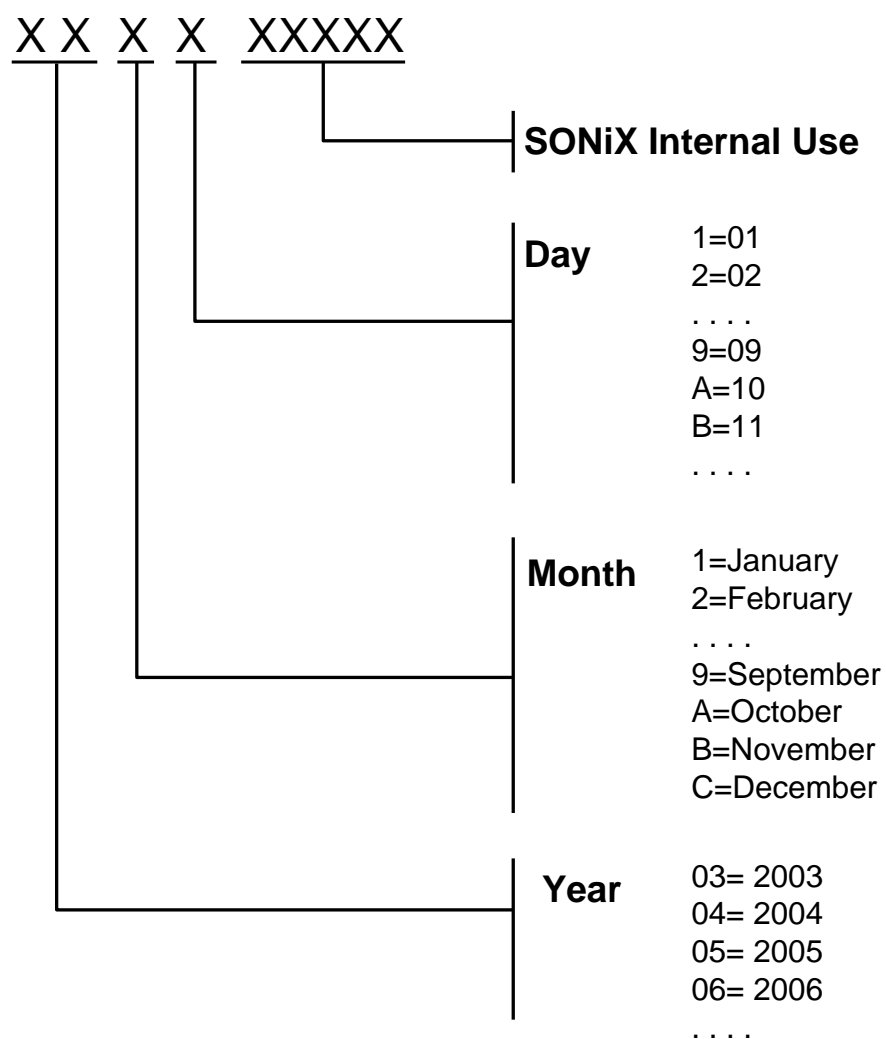 X X X X XXXXX
SONiX Internal Use
Day
1=01
2=02
. . . .
9=09
A=10
B=11
. . . .
Month
1=January
2=February
. . . .
9=September
A=October
B=November
C=December
Year
03= 2003
04= 2004
05= 2005
06= 2006
. . . .